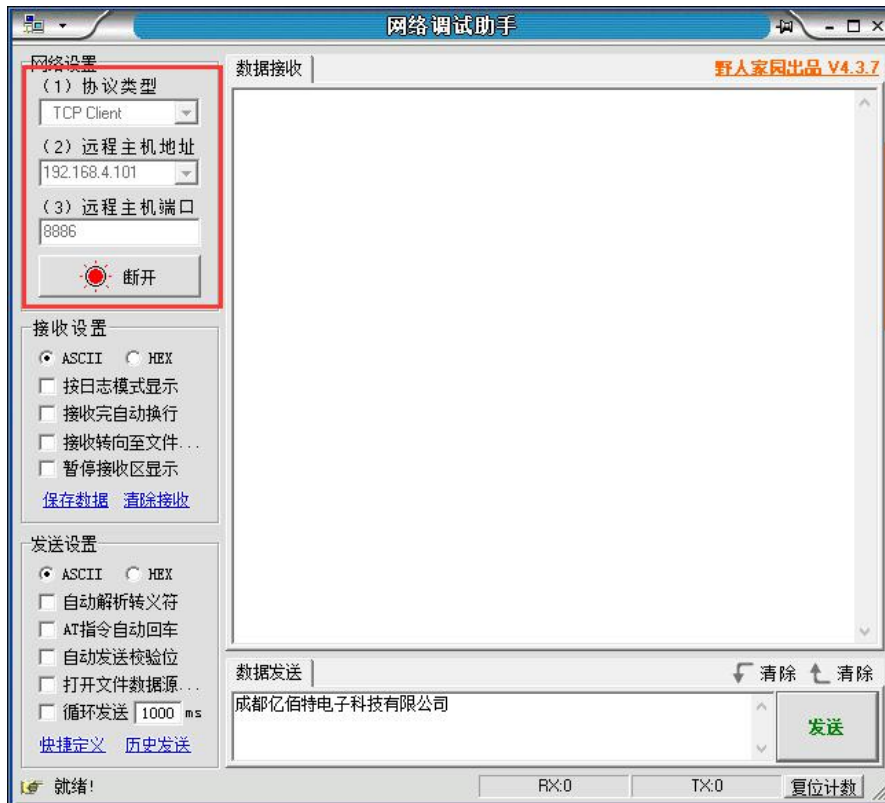 网络调试助手
网络设置
(1) 协议类型
TCP Client
(2) 远程主机地址
192.168.4.101
(3) 远程主机端口
8886
断开
接收设置
ASCII HEX
按日志模式显示
接收完自动换行
接收转向至文件...
暂停接收区显示
保存数据 清除接收
发送设置
ASCII HEX
自动解析转义符
AT指令自动回车
自动发送校验位
打开文件数据源...
循环发送 1000 ms
快捷定义 历史发送
数据接收 野人家园出品 V4.3.7
数据发送 清除 清除
成都亿佰特电子科技有限公司
发送
就绪! RX:0 TX:0 复位计数